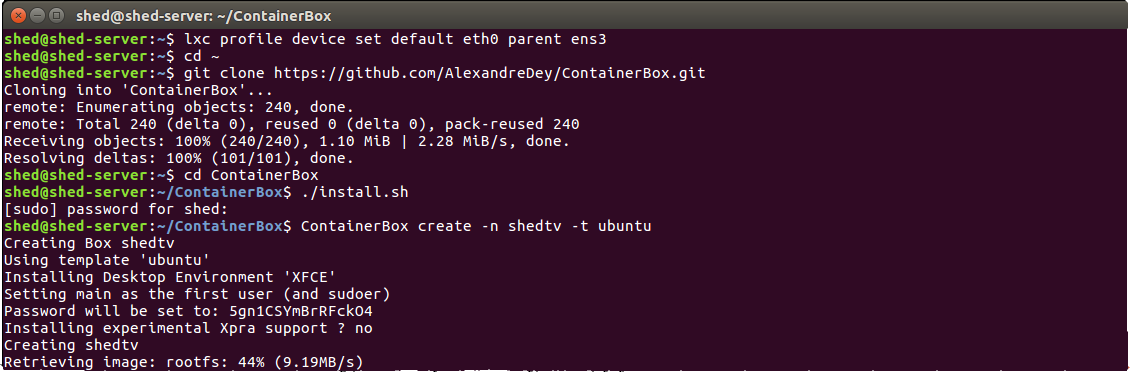 shed@shed-server: ~/ContainerBox
shed@shed-server:~$ lxc profile device set default eth0 parent ens3
shed@shed-server:~$ cd ~
shed@shed-server:~$ git clone https://github.com/AlexandreDey/ContainerBox.git
Cloning into 'ContainerBox'...
remote: Enumerating objects: 240, done.
remote: Total 240 (delta 0), reused 0 (delta 0), pack-reused 240
Receiving objects: 100% (240/240), 1.10 MiB | 2.28 MiB/s, done.
Resolving deltas: 100% (101/101), done.
shed@shed-server:~$ cd ContainerBox
shed@shed-server:~/ContainerBox$ ./install.sh
[sudo] password for shed:
shed@shed-server:~/ContainerBox$ ContainerBox create -n shedtv -t ubuntu
Creating Box shedtv
Using template 'ubuntu'
Installing Desktop Environment 'XFCE'
Setting main as the first user (and sudoer)
Password will be set to: 5gn1CSYmBrRFckO4
Installing experimental Xpra support ? no
Creating shedtv
Retrieving image: rootfs: 44% (9.19MB/s)